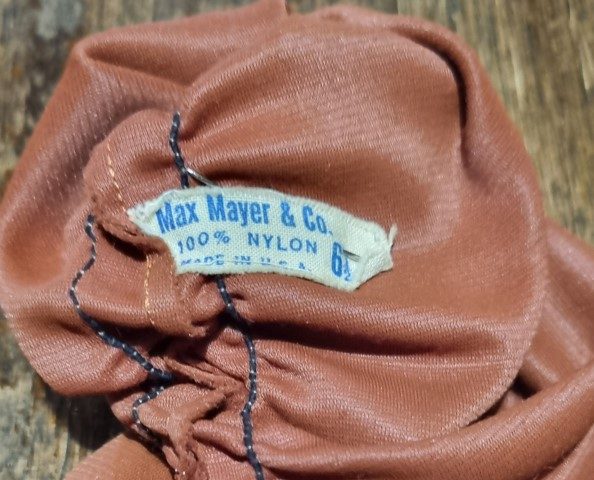 Max Mayer & Co.
100% NYLON
MADE IN U.S.A.
6½